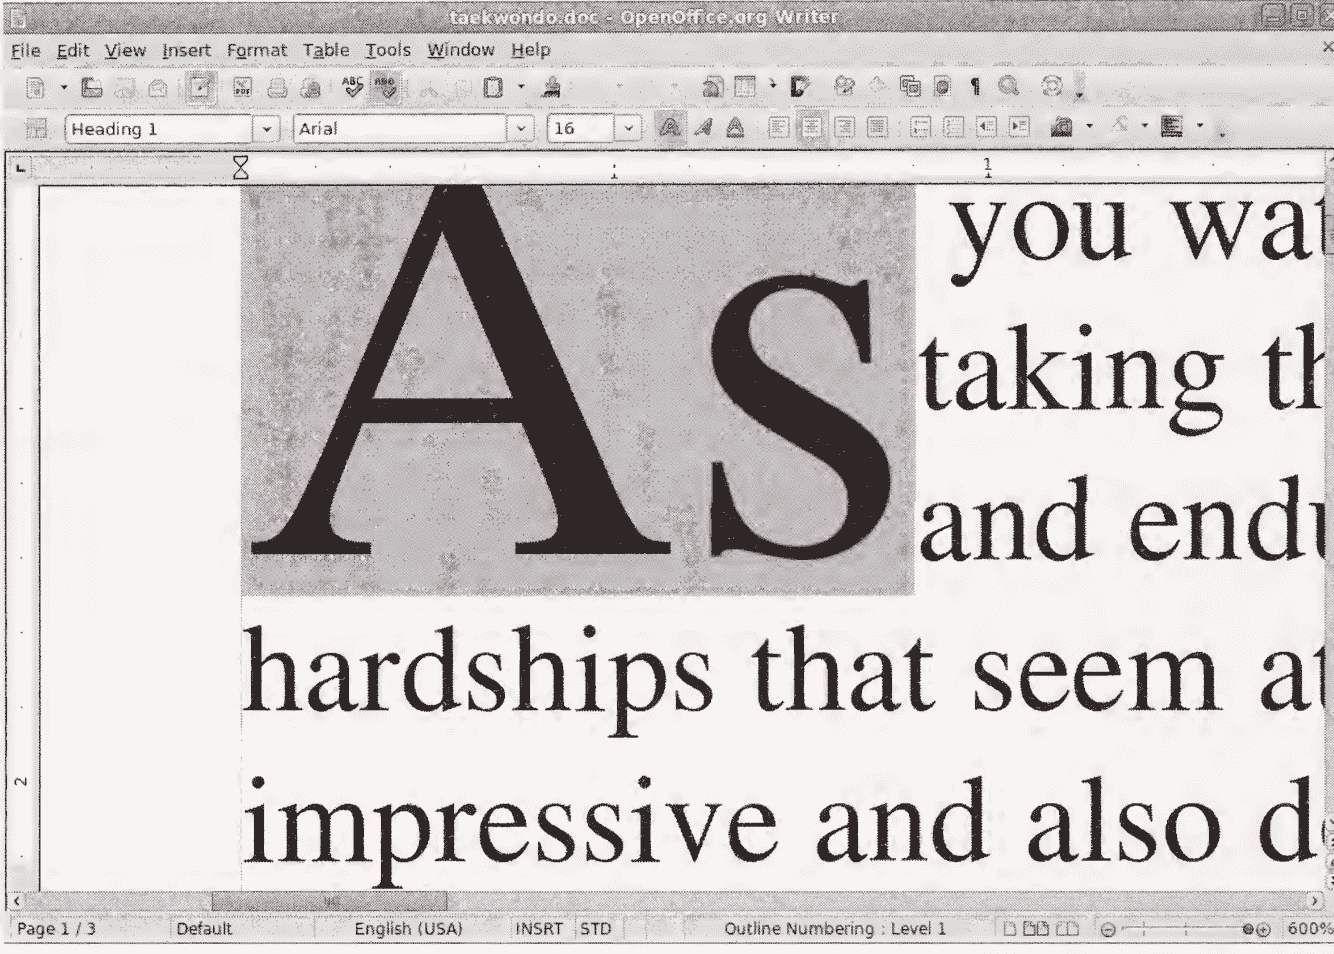 taekwondo.doc - OpenOffice.org Writer
File Edit View Insert Format Table Tools Window Help
Heading 1 Arial 16
1
As you wat
taking th
and endu
hardships that seem at
impressive and also d
2
Page 1 / 3 Default English (USA) INSRT STD Outline Numbering : Level 1 600%